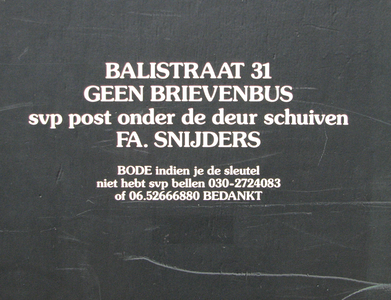 BALISTRAAT 31
GEEN BRIEVENBUS
svp post onder de deur schuiven
FA. SNIJDERS
BODE indien je de sleutel
niet hebt svp bellen 030-2724083
of 06.52666880 BEDANKT